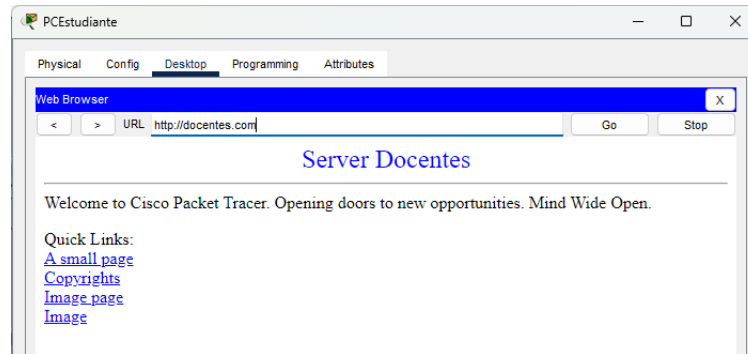 PCEstudiante
Physical Config Desktop Programming Attributes
Web Browser X
< > URL http://docentes.com Go Stop
Server Docentes
Welcome to Cisco Packet Tracer. Opening doors to new opportunities. Mind Wide Open.
Quick Links:
A small page
Copyrights
Image page
Image